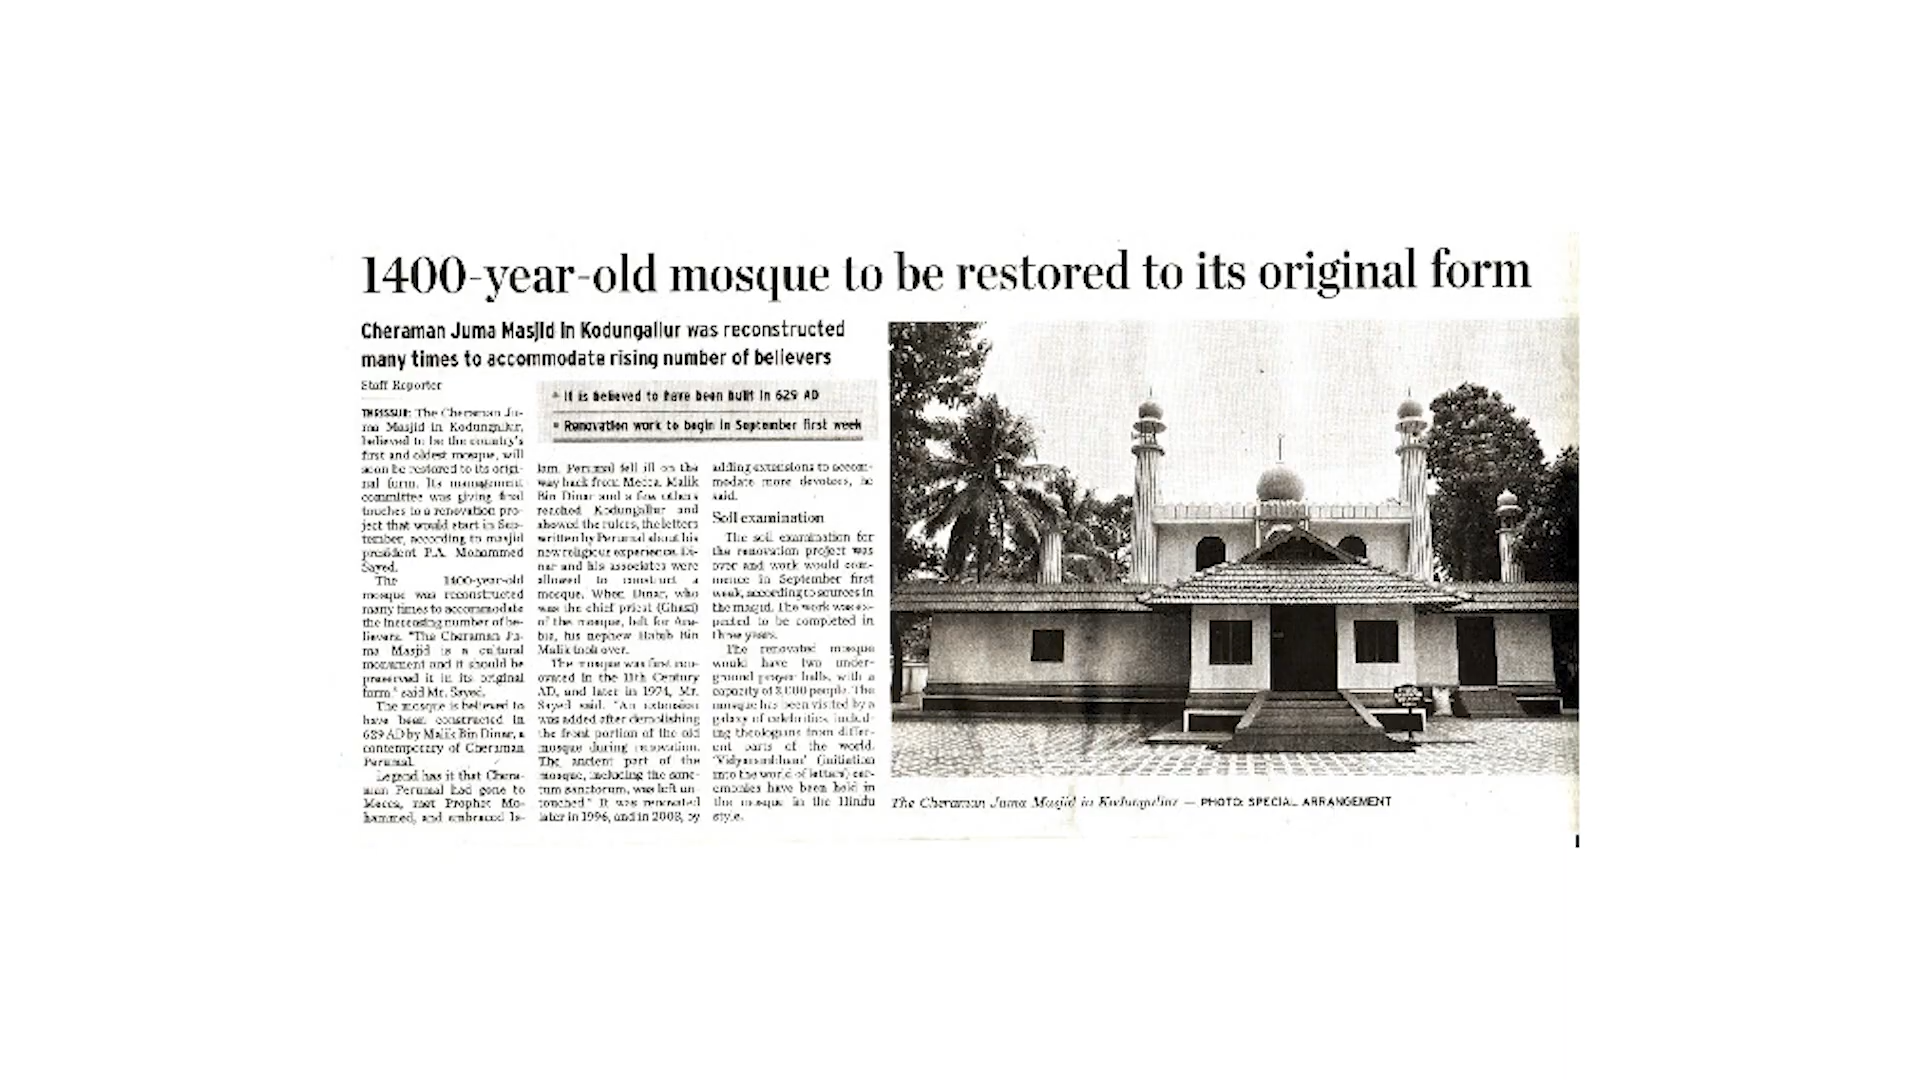 1400-year-old mosque to be restored to its original form
Cheraman Juma Masjid in Kodungallur was reconstructed
many times to accommodate rising number of believers
Staff Reporter
It is believed to have been built in 629 AD
Renovation work to begin in September first week
THRISSUR: The Cheraman Ju-
ma Masjid in Kodungallur,
believed to be the country's
first and oldest mosque, will
soon be restored to its origi-
nal form. Its management
committee was giving final
touches to a renovation pro-
ject that would start in Sep-
tember, according to masjid
president P.A. Mohammed
Sayed.
The 1400-year-old
mosque was reconstructed
many times to accommodate
the increasing number of be-
lievers. "The Cheraman Ju-
ma Masjid is a cultural
monument and it should be
preserved it in its original
form," said Mr. Sayed.
The mosque is believed to
have been constructed in
629 AD by Malik Bin Dinar, a
contemporary of Cheraman
Perumal.
Legend has it that Chera-
man Perumal had gone to
Mecca, met Prophet Mo-
hammed, and embraced Is-
lam. Perumal fell ill on the
way back from Mecca. Malik
Bin Dinar and a few others
reached Kodungallur and
showed the rulers, the letters
written by Perumal about his
new religious experience. Di-
nar and his associates were
allowed to construct a
mosque. When Dinar, who
was the chief priest (Ghazi)
of the mosque, left for Ara-
bia, his nephew Habib Bin
Malik took over.
The mosque was first ren-
ovated in the 11th Century
AD, and later in 1974, Mr.
Sayed said. "An extension
was added after demolishing
the front portion of the old
mosque during renovation.
The ancient part of the
mosque, including the sanc-
tum sanctorum, was left un-
touched." It was renovated
later in 1996, and in 2003, by
adding extensions to accom-
modate more devotees, he
said.
Soil examination
The soil examination for
the renovation project was
over and work would com-
mence in September first
week, according to sources in
the masjid. The work was ex-
pected to be completed in
three years.
The renovated mosque
would have two under-
ground prayer halls, with a
capacity of people. The
mosque has been visited by a
galaxy of celebrities, includ-
ing theologians from differ-
ent parts of the world.
'Vidyarambham' (initiation
into the world of letters) cer-
emonies have been held in
the mosque in the Hindu
style.
The Cheraman Juma Masjid in Kodungallur — PHOTO: SPECIAL ARRANGEMENT